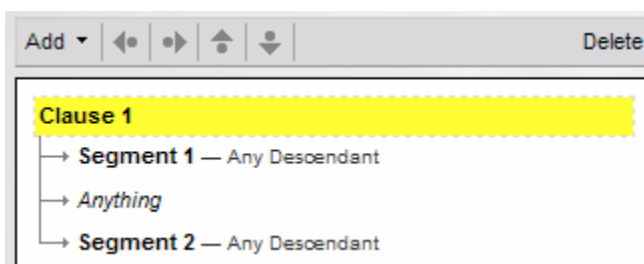 Add Delete
Clause 1
Segment 1 — Any Descendant
Anything
Segment 2 — Any Descendant